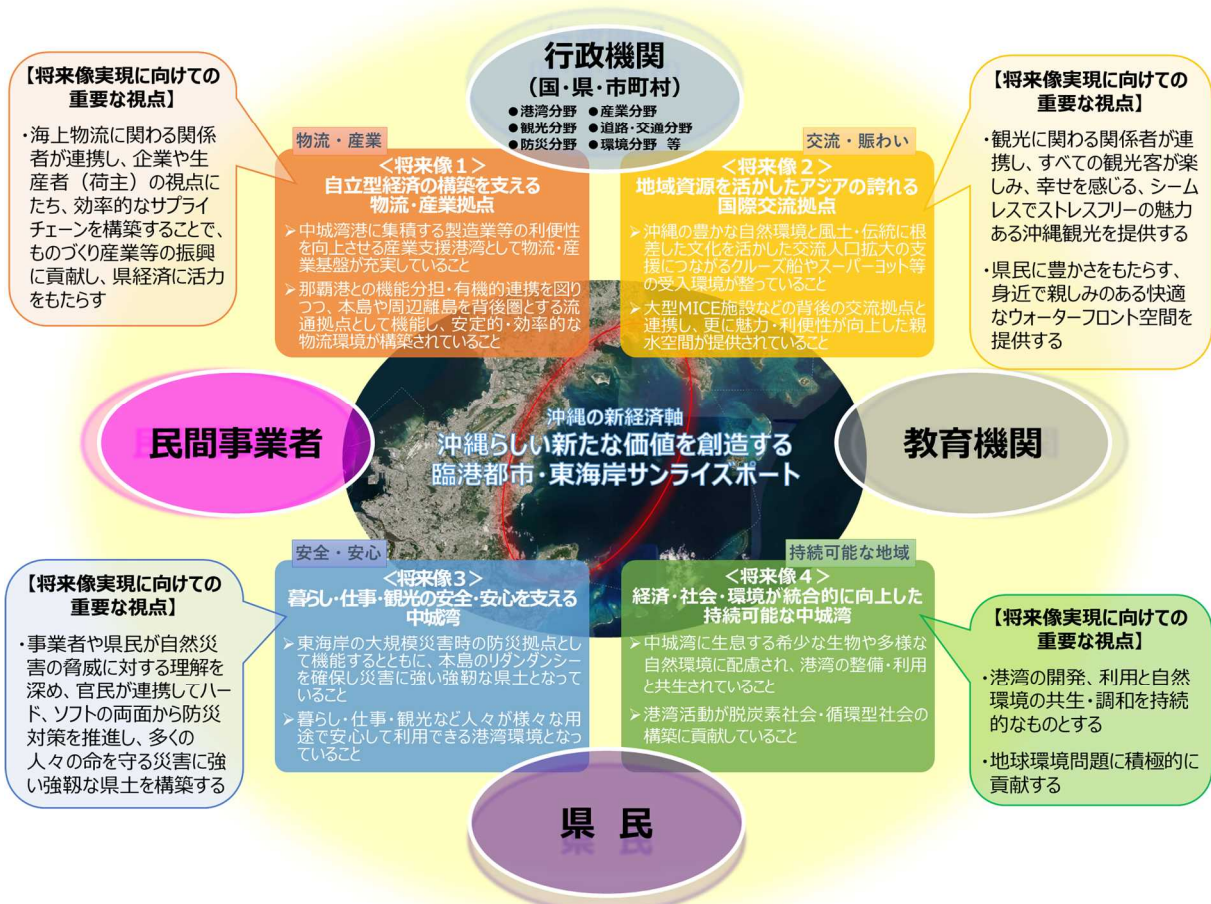 行政機関
(国・県・市町村)
●港湾分野 ●産業分野
●観光分野 ●道路・交通分野
●防災分野 ●環境分野 等
【将来像実現に向けての
重要な視点】
・海上物流に関わる関係
者が連携し、企業や生
産者（荷主）の視点に
たち、効率的なサプライ
チェーンを構築することで、
ものづくり産業等の振興
に貢献し、県経済に活力
をもたらす
物流・産業
＜将来像１＞
自立型経済の構築を支える
物流・産業拠点
➢中城湾港に集積する製造業等の利便性
を向上させる産業支援港湾として物流・産
業基盤が充実していること
➢那覇港との機能分担・有機的連携を図り
つつ、本島や周辺離島を背後圏とする流
通拠点として機能し、安定的・効率的な
物流環境が構築されていること
交流・賑わい
＜将来像２＞
地域資源を活かしたアジアの誇れる
国際交流拠点
➢沖縄の豊かな自然環境と風土・伝統に根
差した文化を活かした交流人口拡大の支
援につながるクルーズ船やスーパーヨット等
の受入環境が整っていること
➢大型MICE施設などの背後の交流拠点と
連携し、更に魅力・利便性が向上した親
水空間が提供されていること
【将来像実現に向けての
重要な視点】
・観光に関わる関係者が連
携し、すべての観光客が楽
しみ、幸せを感じる、シーム
レスでストレスフリーの魅力
ある沖縄観光を提供する
・県民に豊かさをもたらす、
身近で親しみのある快適
なウォーターフロント空間を
提供する
民間事業者
沖縄の新経済軸
沖縄らしい新たな価値を創造する
臨港都市・東海岸サンライズポート
教育機関
【将来像実現に向けての
重要な視点】
・事業者や県民が自然災
害の脅威に対する理解を
深め、官民が連携してハー
ド、ソフトの両面から防災
対策を推進し、多くの
人々の命を守る災害に強
い強靱な県土を構築する
安全・安心
＜将来像３＞
暮らし・仕事・観光の安全・安心を支える
中城湾
➢東海岸の大規模災害時の防災拠点とし
て機能するとともに、本島のリダンダンシー
を確保し災害に強い強靱な県土となって
いること
➢暮らし・仕事・観光など人々が様々な用
途で安心して利用できる港湾環境となっ
ていること
持続可能な地域
＜将来像４＞
経済・社会・環境が統合的に向上した
持続可能な中城湾
➢中城湾に生息する希少な生物や多様な
自然環境に配慮され、港湾の整備・利用
と共生されていること
➢港湾活動が脱炭素社会・循環型社会の
構築に貢献していること
【将来像実現に向けての
重要な視点】
・港湾の開発、利用と自然
環境の共生・調和を持続
的なものとする
・地球環境問題に積極的に
貢献する
県 民